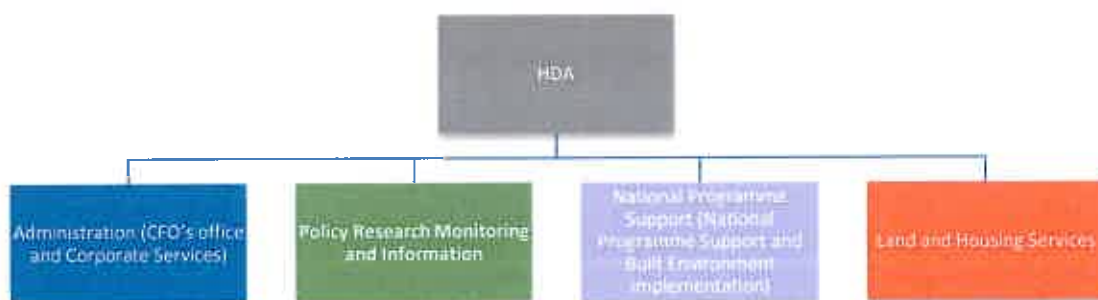 HDA
Administration (CFO's office
and Corporate Services)
Policy Research Monitoring
and Information
National Programme
Support (National
Programme Support and
Built Environment
implementation)
Land and Housing Services